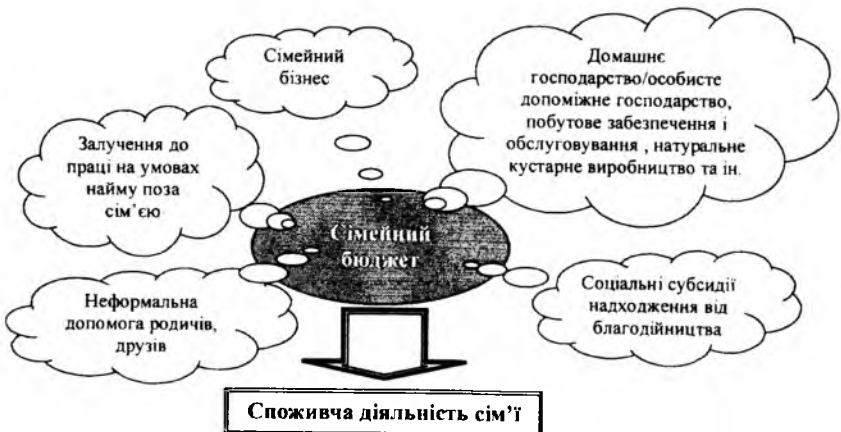 Сімейний
бізнес
Домашнє
господарство/особисте
допоміжне господарство,
побутове забезпечення і
обслуговування , натуральне
кустарне виробництво та ін.
Залучення до
праці на умовах
найму поза
сім’єю
Сімейний
бюджет
Неформальна
допомога родичів,
друзів
Соціальні субсидії
надходження від
благодійництва
Споживча діяльність сім’ї